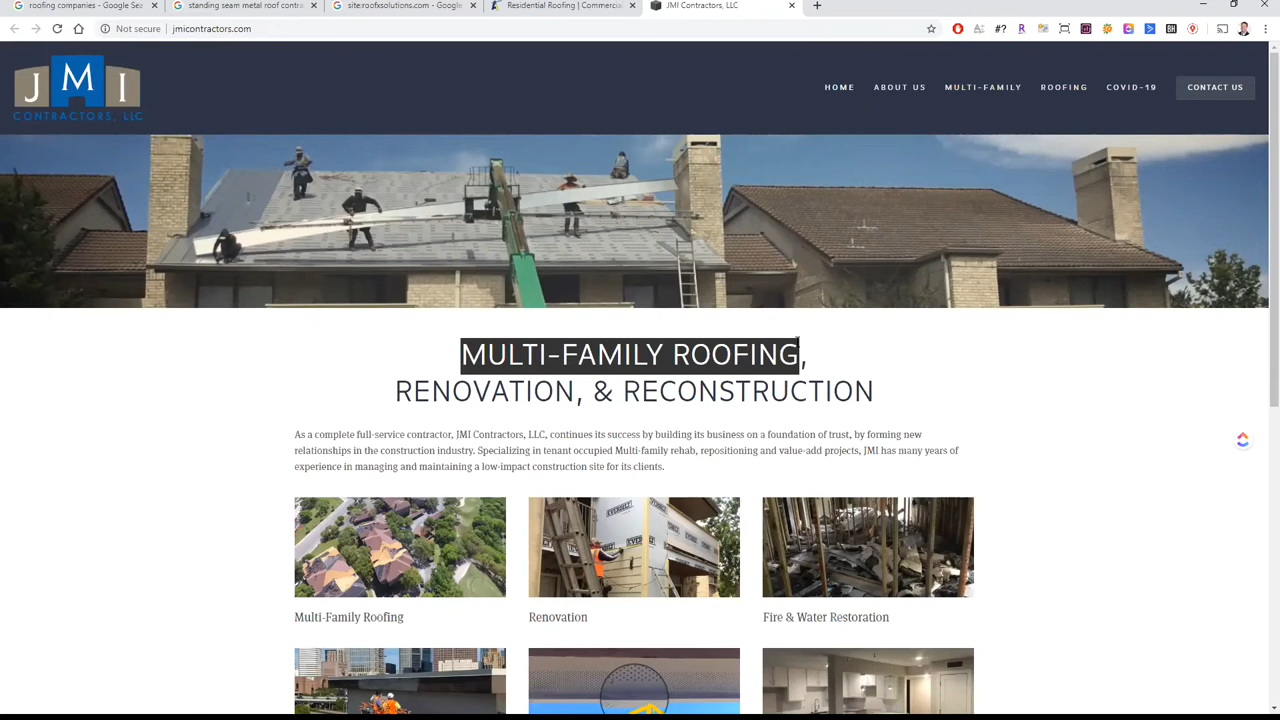 roofing companies - Google Sea
standing seam metal roof contra
site:roofxsolutions.com - Google
Residential Roofing | Commercial
JMI Contractors, LLC
Not secure
jmicontractors.com
JMI
CONTRACTORS, LLC
HOME
ABOUT US
MULTI-FAMILY
ROOFING
COVID-19
CONTACT US
MULTI-FAMILY ROOFING,
RENOVATION, & RECONSTRUCTION
As a complete full-service contractor, JMI Contractors, LLC, continues its success by building its business on a foundation of trust, by forming new
relationships in the construction industry. Specializing in tenant occupied Multi-family rehab, repositioning and value-add projects, JMI has many years of
experience in managing and maintaining a low-impact construction site for its clients.
EVERBILT
EVERBILT
Multi-Family Roofing
Renovation
Fire & Water Restoration